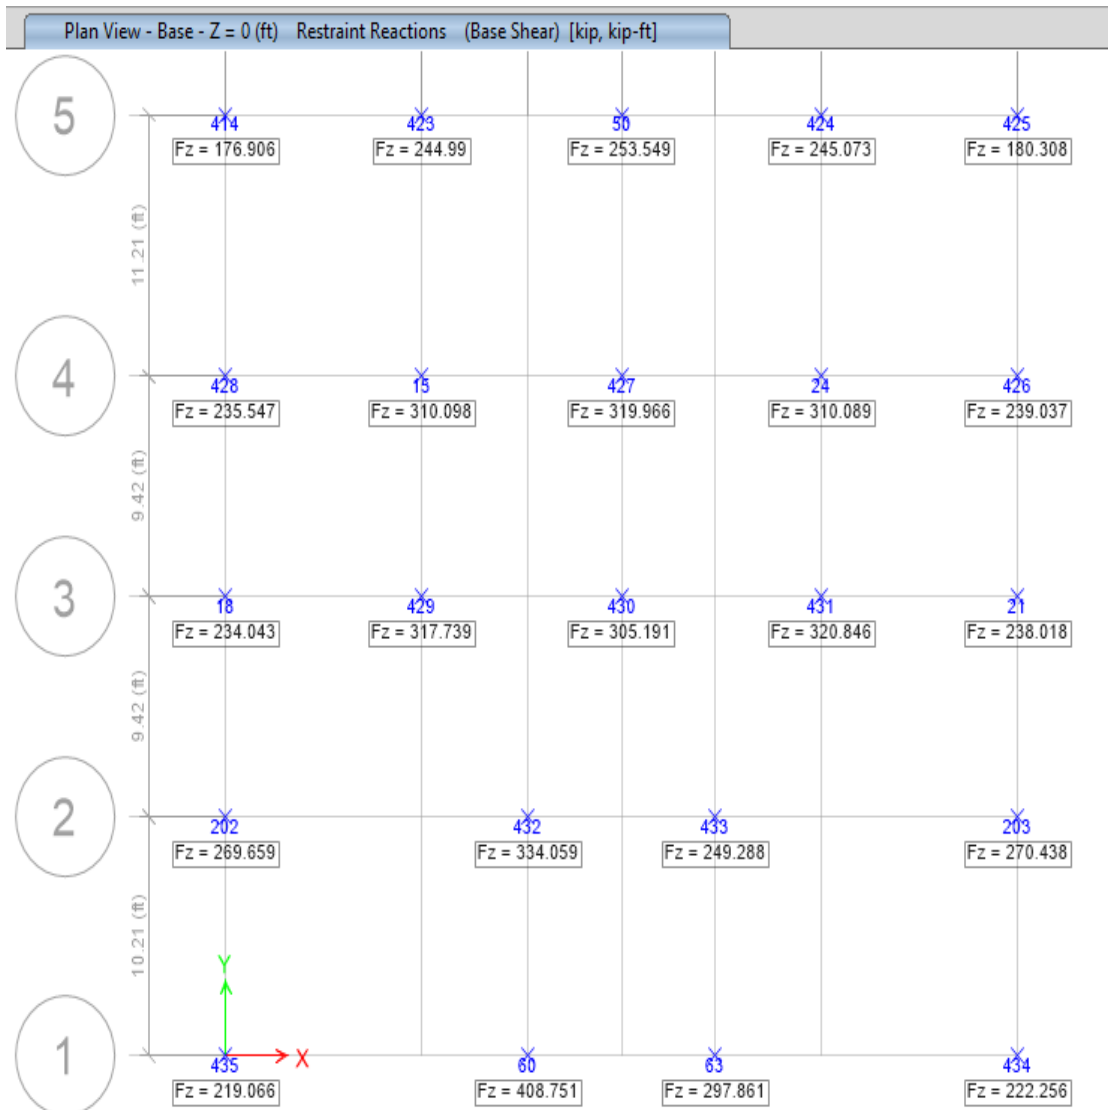 Plan View - Base - Z = 0 (ft) Restraint Reactions (Base Shear) [kip, kip-ft]
5
414 423 50 424 425
Fz = 176.906 Fz = 244.99 Fz = 253.549 Fz = 245.073 Fz = 180.308
11.21 (ft)
4
428 15 427 24 426
Fz = 235.547 Fz = 310.098 Fz = 319.966 Fz = 310.089 Fz = 239.037
9.42 (ft)
3
18 429 430 431 21
Fz = 234.043 Fz = 317.739 Fz = 305.191 Fz = 320.846 Fz = 238.018
9.42 (ft)
2
202 432 433 203
Fz = 269.659 Fz = 334.059 Fz = 249.288 Fz = 270.438
10.21 (ft)
Y
1
X
435 60 63 434
Fz = 219.066 Fz = 408.751 Fz = 297.861 Fz = 222.256